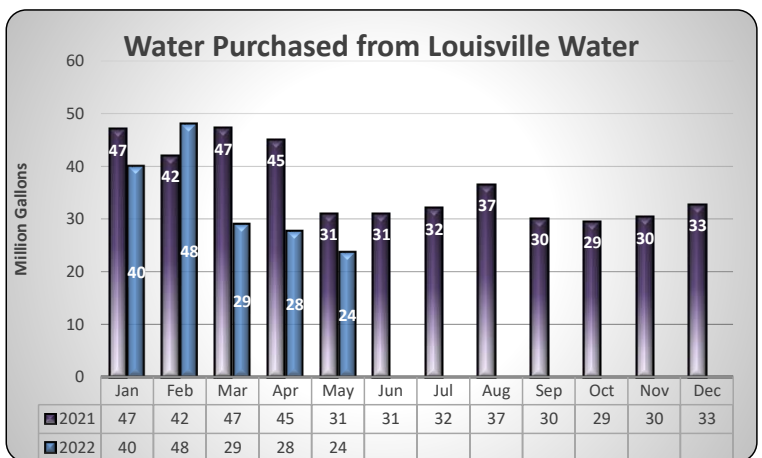 Water Purchased from Louisville Water
Million Gallons
60
50
40
30
20
10
0
47 42 47 45 31 31 32 37 30 29 30 33
40 48 29 28 24
Jan Feb Mar Apr May Jun Jul Aug Sep Oct Nov Dec
2021 47 42 47 45 31 31 32 37 30 29 30 33
2022 40 48 29 28 24